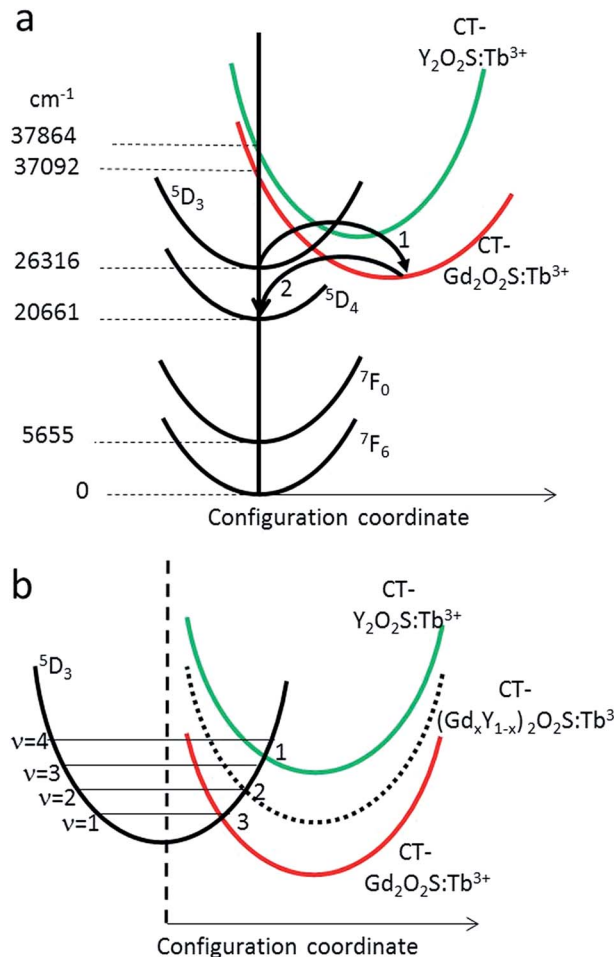 a
CT-
Y₂O₂S:Tb³⁺
cm⁻¹
37864
37092
⁵D₃
1
CT-
Gd₂O₂S:Tb³⁺
26316
2
⁵D₄
20661
⁷F₀
5655
⁷F₆
0
Configuration coordinate
b
CT-
Y₂O₂S:Tb³⁺
⁵D₃
CT-
(GdₓY₁₋ₓ)₂O₂S:Tb³
ν=4
1
ν=3
ν=2
2
ν=1
3
CT-
Gd₂O₂S:Tb³⁺
Configuration coordinate